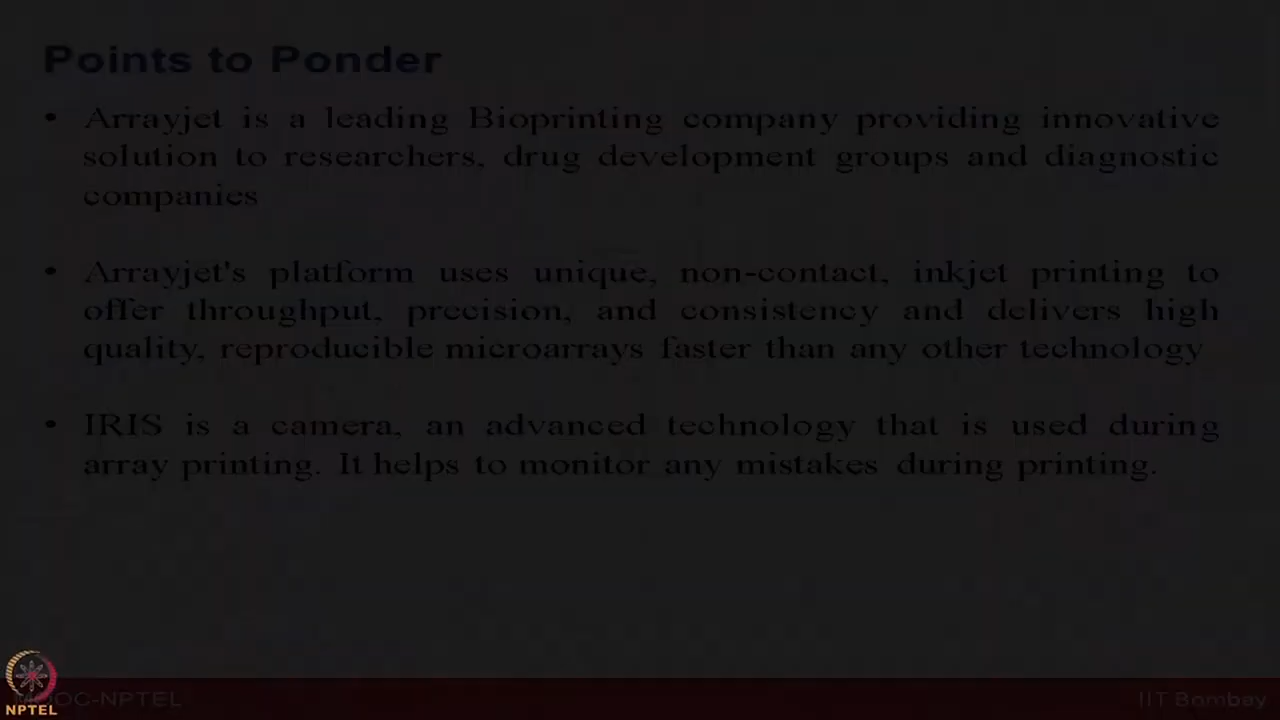 Points to Ponder
• Arrayjet is a leading Bioprinting company providing innovative
solution to researchers, drug development groups and diagnostic
companies
• Arrayjet's platform uses unique, non-contact, inkjet printing to
offer throughput, precision, and consistency and delivers high
quality, reproducible microarrays faster than any other technology
• IRIS is a camera, an advanced technology that is used during
array printing. It helps to monitor any mistakes during printing.
MOOC-NPTEL
IIT Bombay
NPTEL